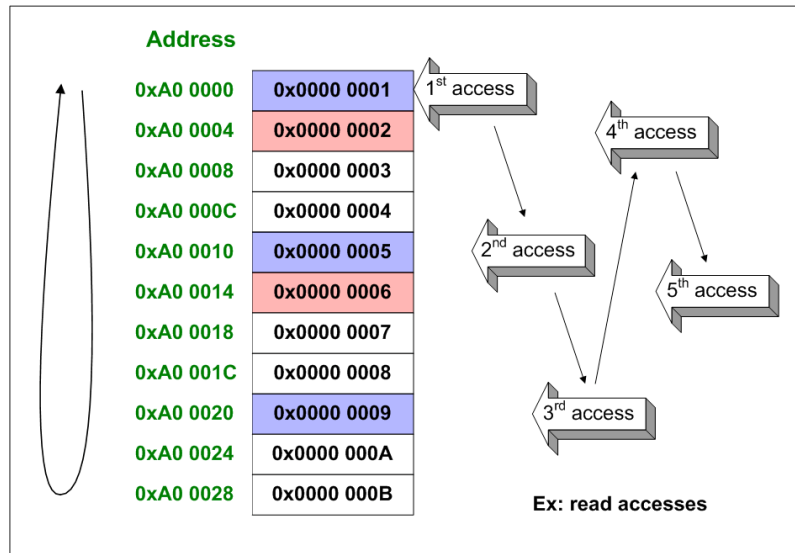 Address
0xA0 0000 0x0000 0001 1st access
0xA0 0004 0x0000 0002 4th access
0xA0 0008 0x0000 0003
0xA0 000C 0x0000 0004
0xA0 0010 0x0000 0005 2nd access
0xA0 0014 0x0000 0006 5th access
0xA0 0018 0x0000 0007
0xA0 001C 0x0000 0008
0xA0 0020 0x0000 0009 3rd access
0xA0 0024 0x0000 000A
0xA0 0028 0x0000 000B
Ex: read accesses